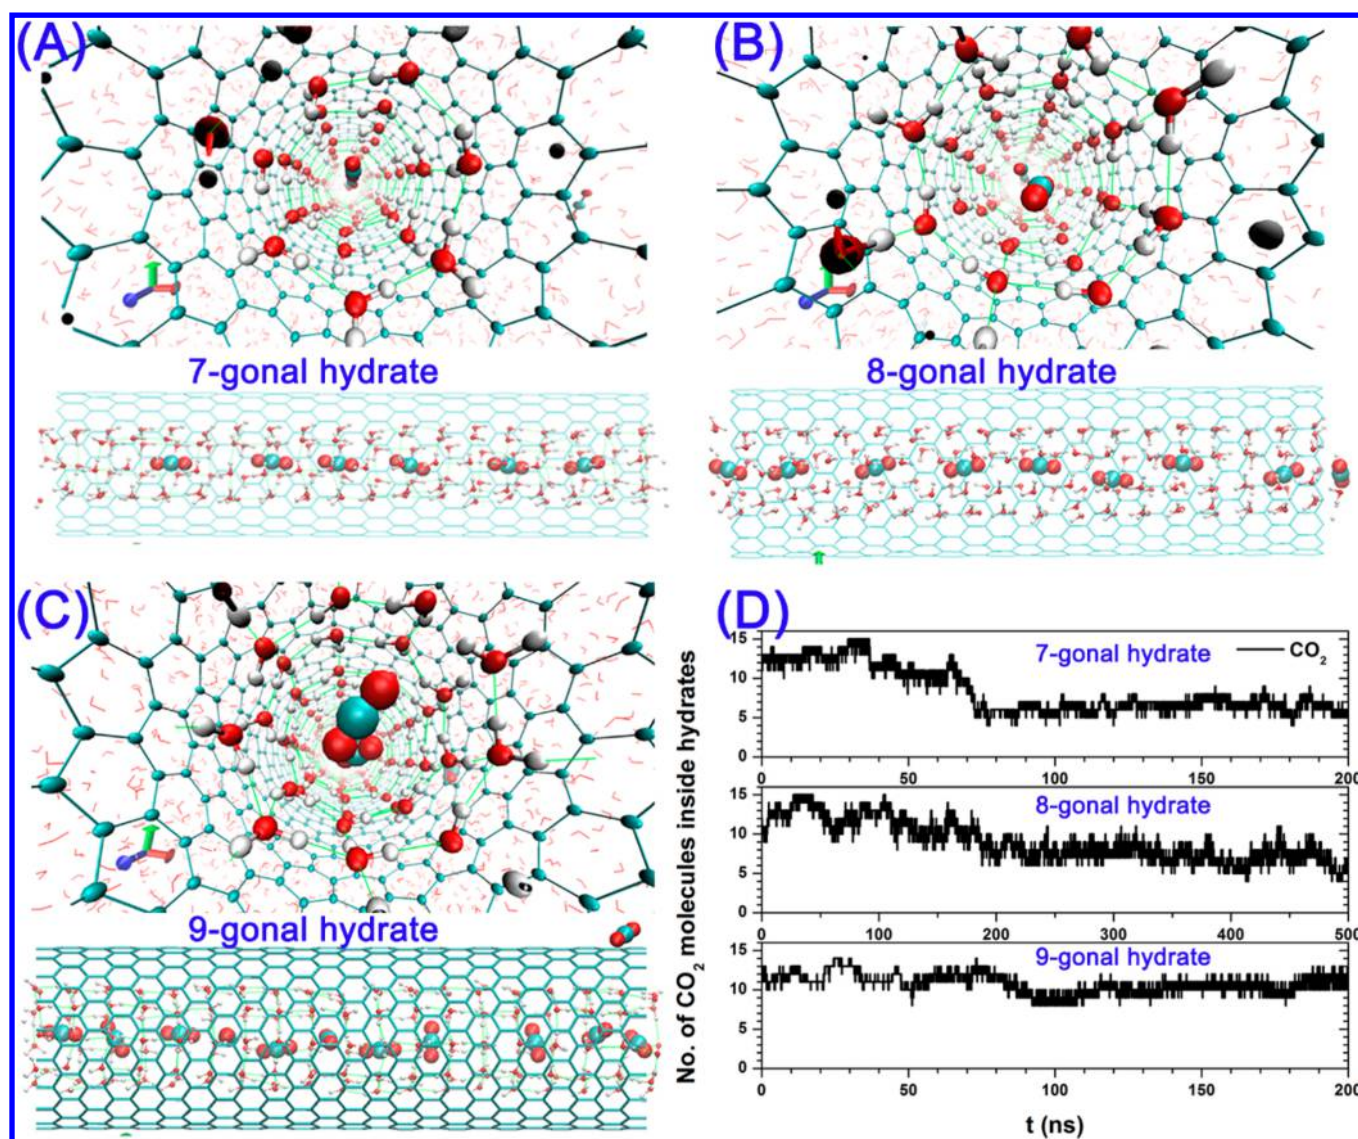 (A)
(B)
7-gonal hydrate
8-gonal hydrate
(C)
9-gonal hydrate
(D)
No. of CO₂ molecules inside hydrates
15
10
5
0
7-gonal hydrate
CO₂
0
50
100
150
200
15
10
5
0
8-gonal hydrate
0
100
200
300
400
500
15
10
5
0
9-gonal hydrate
0
50
100
150
200
t (ns)